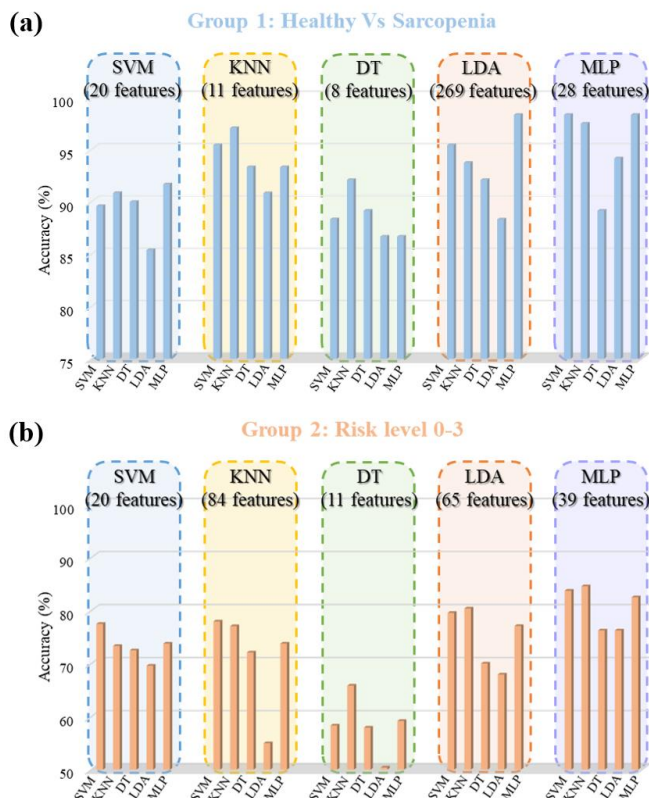 (a)
Group 1: Healthy Vs Sarcopenia
SVM KNN DT LDA MLP
(20 features) (11 features) (8 features) (269 features) (28 features)
100
95
90
85
80
75
Accuracy (%)
SVM KNN DT LDA MLP SVM KNN DT LDA MLP SVM KNN DT LDA MLP SVM KNN DT LDA MLP SVM KNN DT LDA MLP
(b)
Group 2: Risk level 0-3
SVM KNN DT LDA MLP
(20 features) (84 features) (11 features) (65 features) (39 features)
100
90
80
70
60
50
Accuracy (%)
SVM KNN DT LDA MLP SVM KNN DT LDA MLP SVM KNN DT LDA MLP SVM KNN DT LDA MLP SVM KNN DT LDA MLP